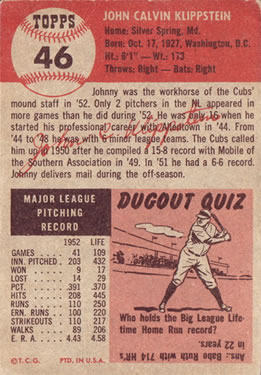 TOPPS
46
JOHN CALVIN KLIPPSTEIN
Home: Silver Spring, Md.
Born: Oct. 17, 1927, Washington, D.C.
Ht.: 6'1" — Wt.: 173
Throws: Right — Bats: Right
Johnny was the workhorse of the Cubs'
mound staff in '52. Only 2 pitchers in the NL appeared in
more games than he did during '52. He was only 16 when
he started his professional career with Allentown in '44. From
'44 to '48 he was with 6 minor league teams. The Cubs called
him up in 1950 after he compiled a 15-8 record with Mobile of
the Southern Association in '49. In '51 he had a 6-6 record.
Johnny delivers mail during the off-season.
John C. Klippstein
MAJOR LEAGUE
PITCHING
RECORD
1952 LIFE
GAMES 41 109
INN. PITCHED 203 432
WON 9 17
LOST 14 29
PCT. .391 .370
HITS 208 445
RUNS 110 250
ERN. RUNS 100 220
STRIKEOUTS 110 217
WALKS 89 216
E. R. A. 4.43 4.58
DUGOUT QUIZ
Who holds the Big League Life-
time Home Run record?
Ans.: Babe Ruth with 714 HR's
in 22 years.
©T.C.G. PTD. IN U.S.A.